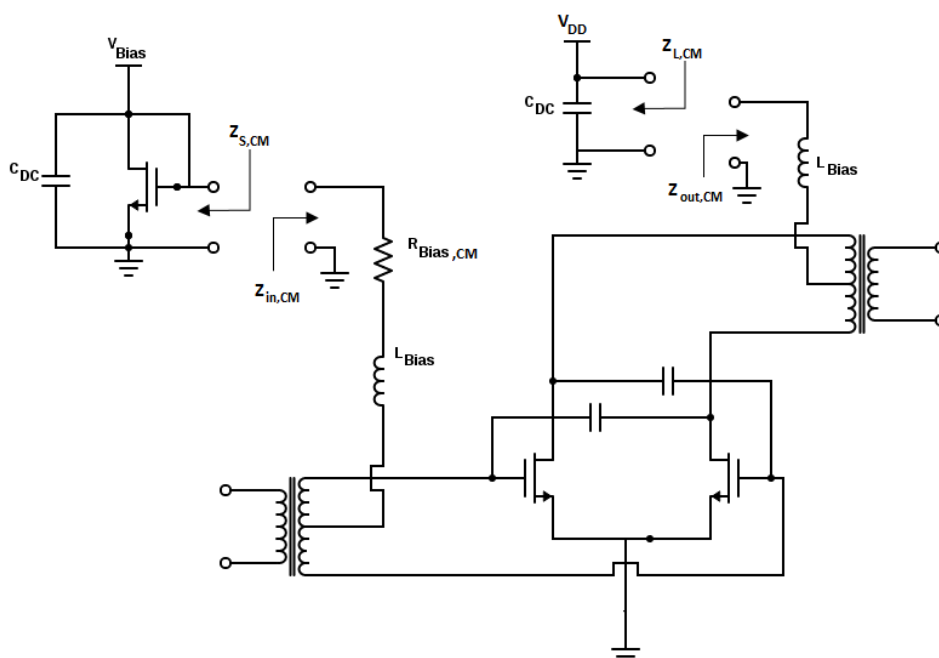 V_Bias
C_DC
Z_S,CM
Z_in,CM
R_Bias,CM
L_Bias
V_DD
C_DC
Z_L,CM
Z_out,CM
L_Bias